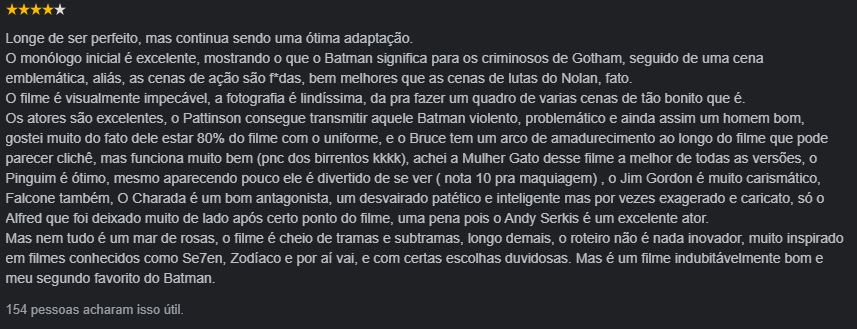 Longe de ser perfeito, mas continua sendo uma ótima adaptação.
O monólogo inicial é excelente, mostrando o que o Batman significa para os criminosos de Gotham, seguido de uma cena
emblemática, aliás, as cenas de ação são f*das, bem melhores que as cenas de lutas do Nolan, fato.
O filme é visualmente impecável, a fotografia é lindíssima, da pra fazer um quadro de varias cenas de tão bonito que é.
Os atores são excelentes, o Pattinson consegue transmitir aquele Batman violento, problemático e ainda assim um homem bom,
gostei muito do fato dele estar 80% do filme com o uniforme, e o Bruce tem um arco de amadurecimento ao longo do filme que pode
parecer clichê, mas funciona muito bem (pnc dos birrentos kkkk), achei a Mulher Gato desse filme a melhor de todas as versões, o
Pinguim é ótimo, mesmo aparecendo pouco ele é divertido de se ver ( nota 10 pra maquiagem) , o Jim Gordon é muito carismático,
Falcone também, O Charada é um bom antagonista, um desvairado patético e inteligente mas por vezes exagerado e caricato, só o
Alfred que foi deixado muito de lado após certo ponto do filme, uma pena pois o Andy Serkis é um excelente ator.
Mas nem tudo é um mar de rosas, o filme é cheio de tramas e subtramas, longo demais, o roteiro não é nada inovador, muito inspirado
em filmes conhecidos como Se7en, Zodíaco e por aí vai, e com certas escolhas duvidosas. Mas é um filme indubitávelmente bom e
meu segundo favorito do Batman.
154 pessoas acharam isso útil.